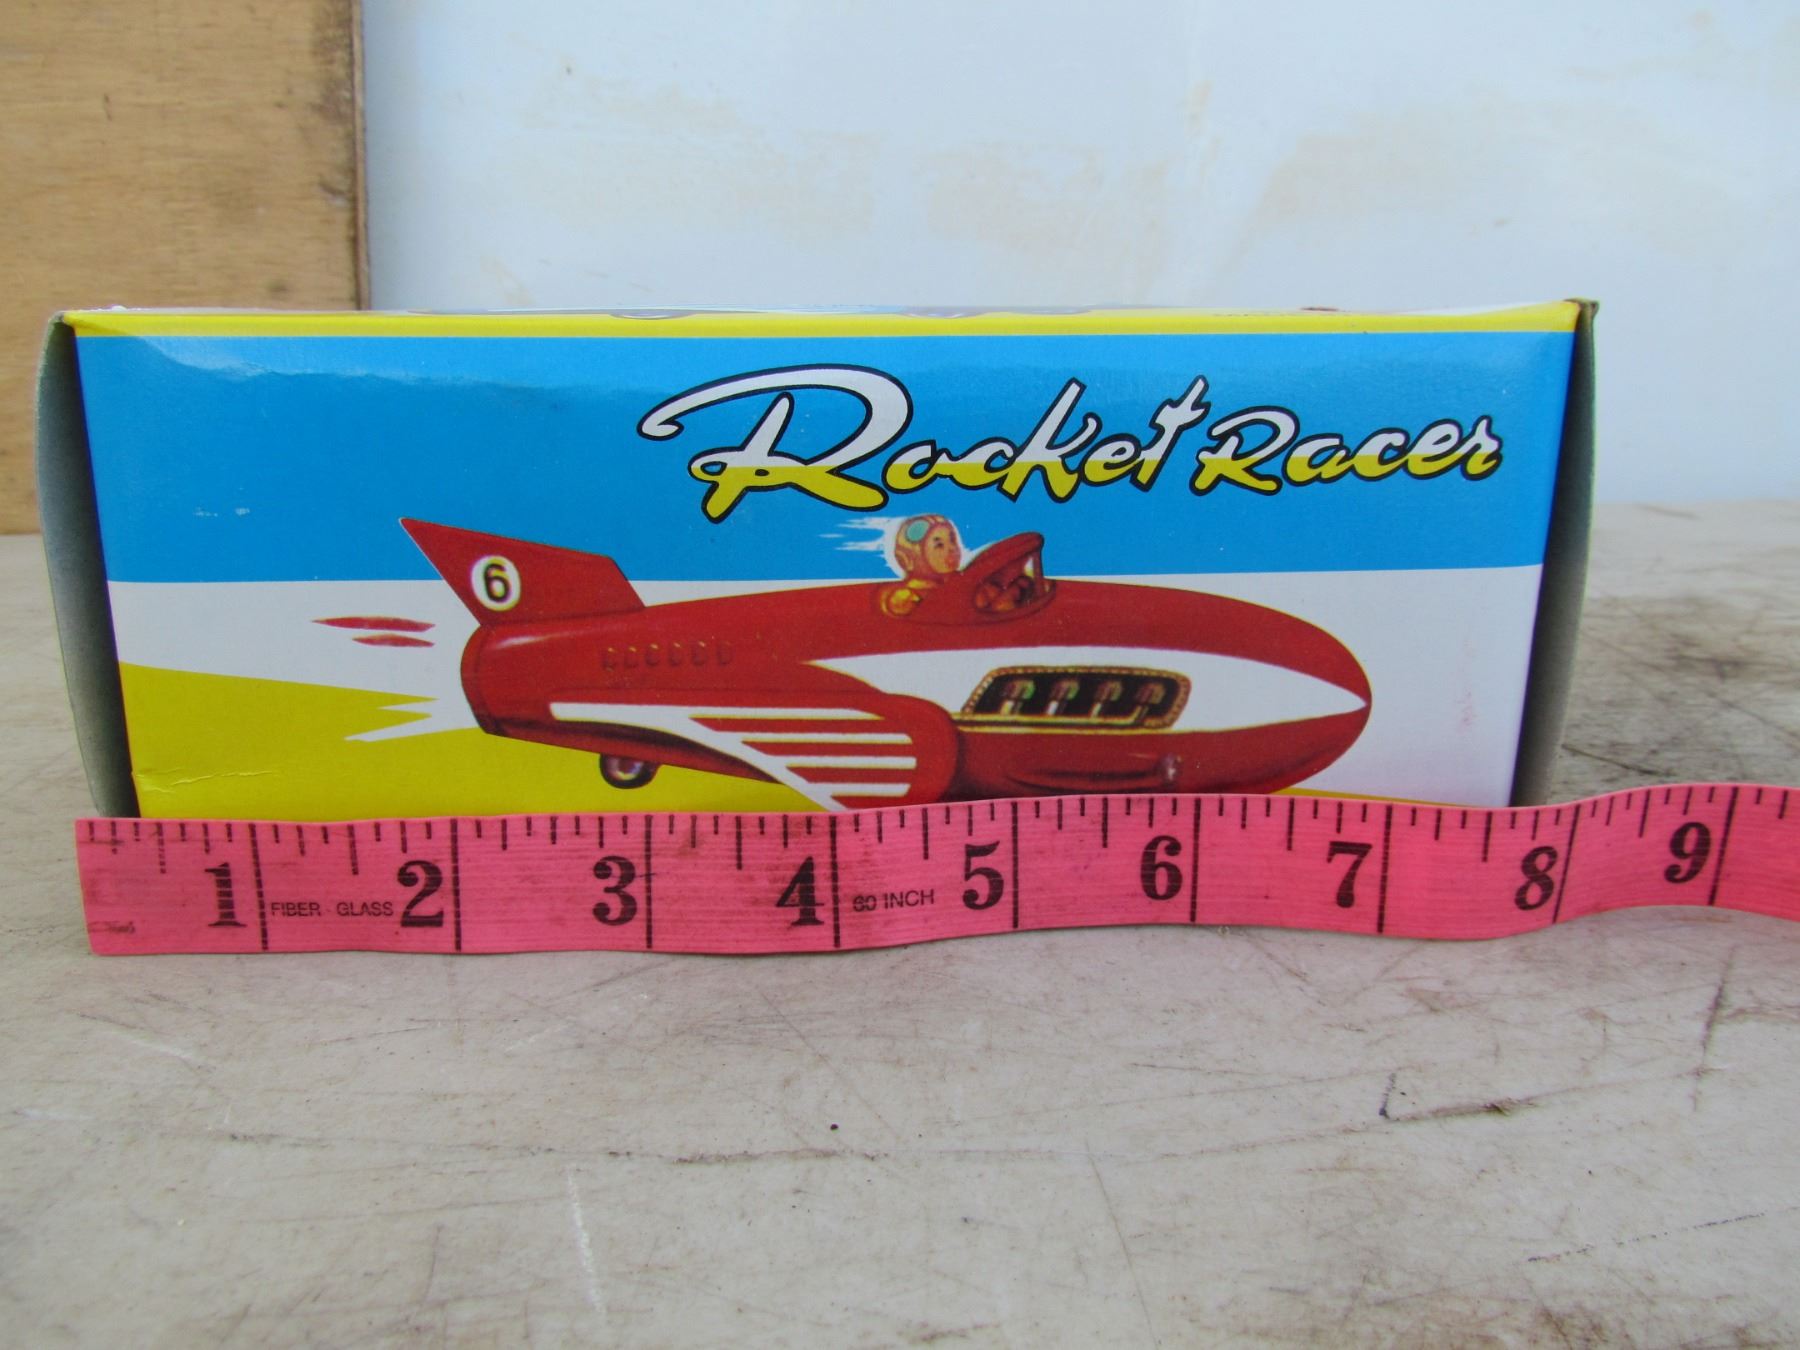 Rocket Racer
6
1 FIBER - GLASS 2 3 4 60 INCH 5 6 7 8 9